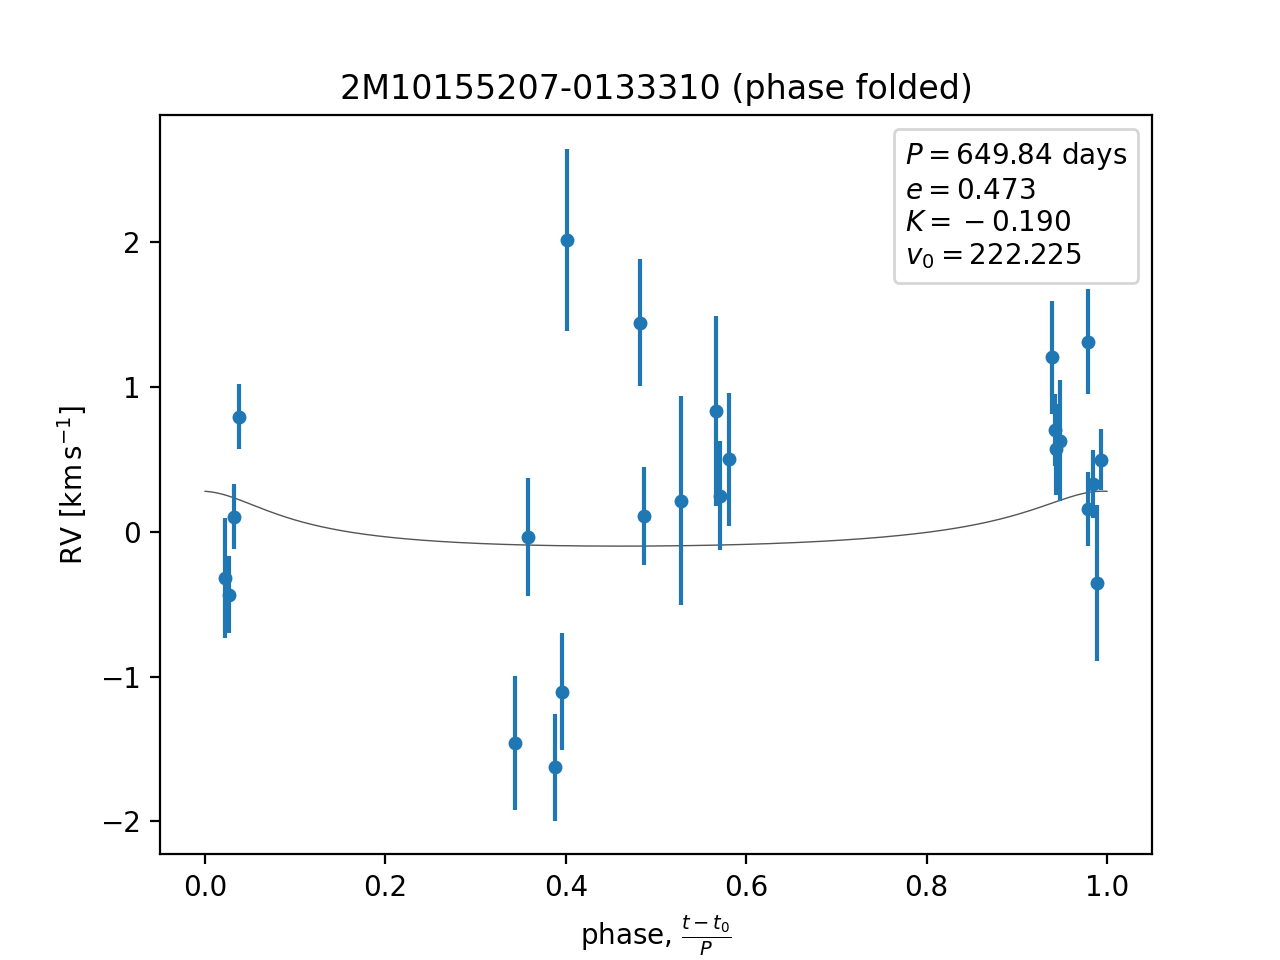 2M10155207-0133310 (phase folded)
P = 649.84 days
e = 0.473
K = −0.190
v₀ = 222.225
RV [km s⁻¹]
2
1
0
−1
−2
0.0 0.2 0.4 0.6 0.8 1.0
phase, (t − t₀)/P